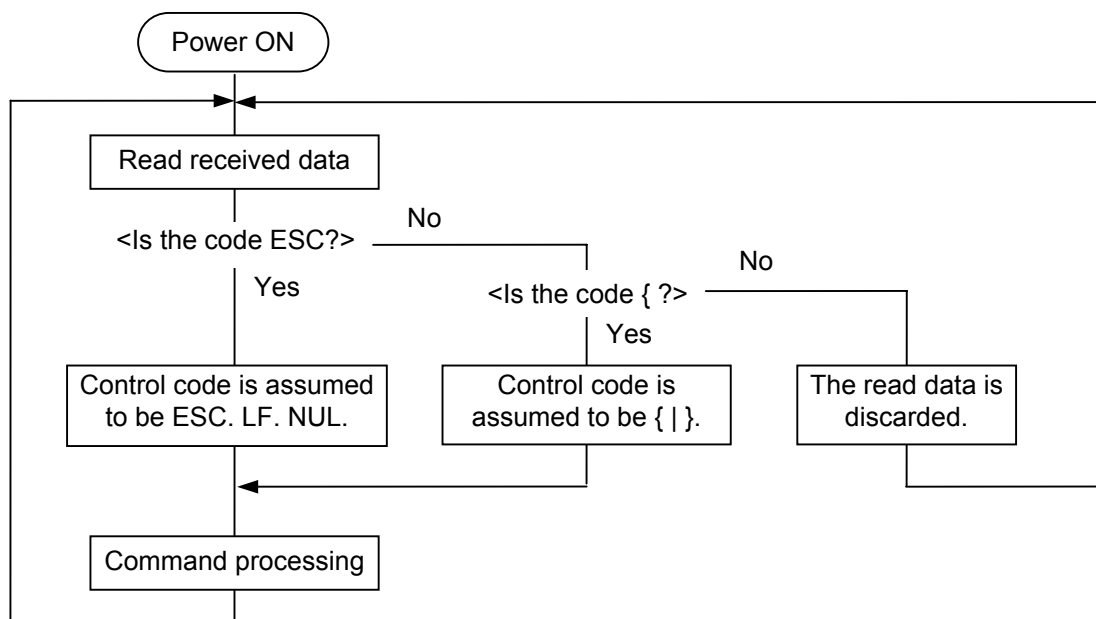 Power ON
Read received data
<Is the code ESC?>
No
Yes
<Is the code { ?>
No
Yes
Control code is assumed
to be ESC. LF. NUL.
Control code is
assumed to be { | }.
The read data is
discarded.
Command processing